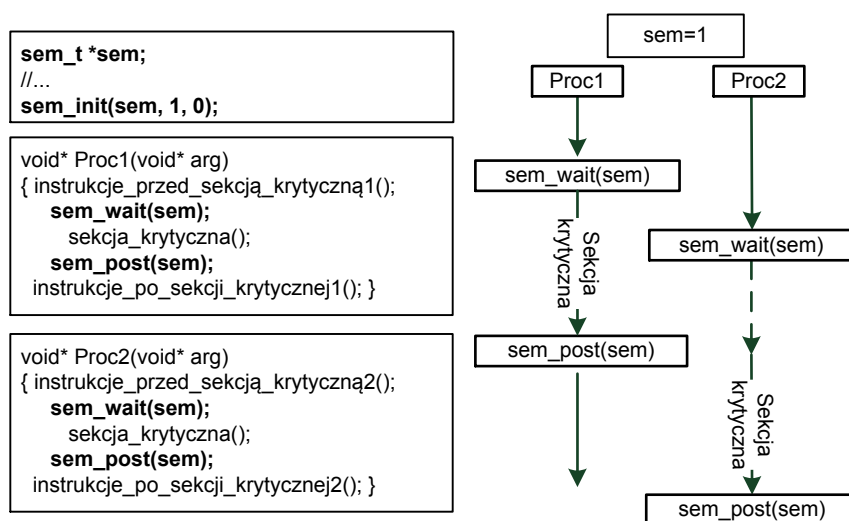 sem_t *sem;
//...
sem_init(sem, 1, 0);
void* Proc1(void* arg)
{ instrukcje_przed_sekcją_krytyczną1();
sem_wait(sem);
sekcja_krytyczna();
sem_post(sem);
instrukcje_po_sekcji_krytycznej1(); }
void* Proc2(void* arg)
{ instrukcje_przed_sekcją_krytyczną2();
sem_wait(sem);
sekcja_krytyczna();
sem_post(sem);
instrukcje_po_sekcji_krytycznej2(); }
sem=1
Proc1
Proc2
sem_wait(sem)
Sekcja
krytyczna
sem_wait(sem)
sem_post(sem)
Sekcja
krytyczna
sem_post(sem)